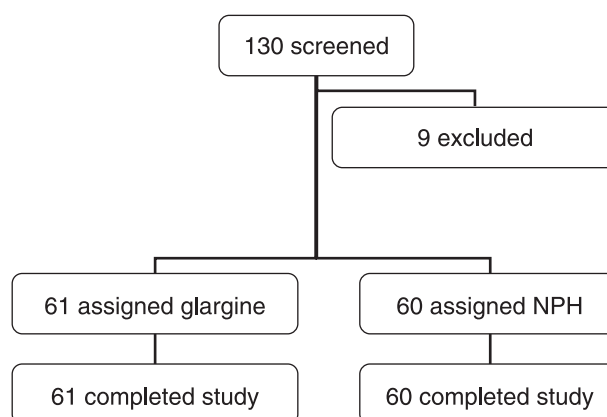 130 screened
9 excluded
61 assigned glargine
60 assigned NPH
61 completed study
60 completed study